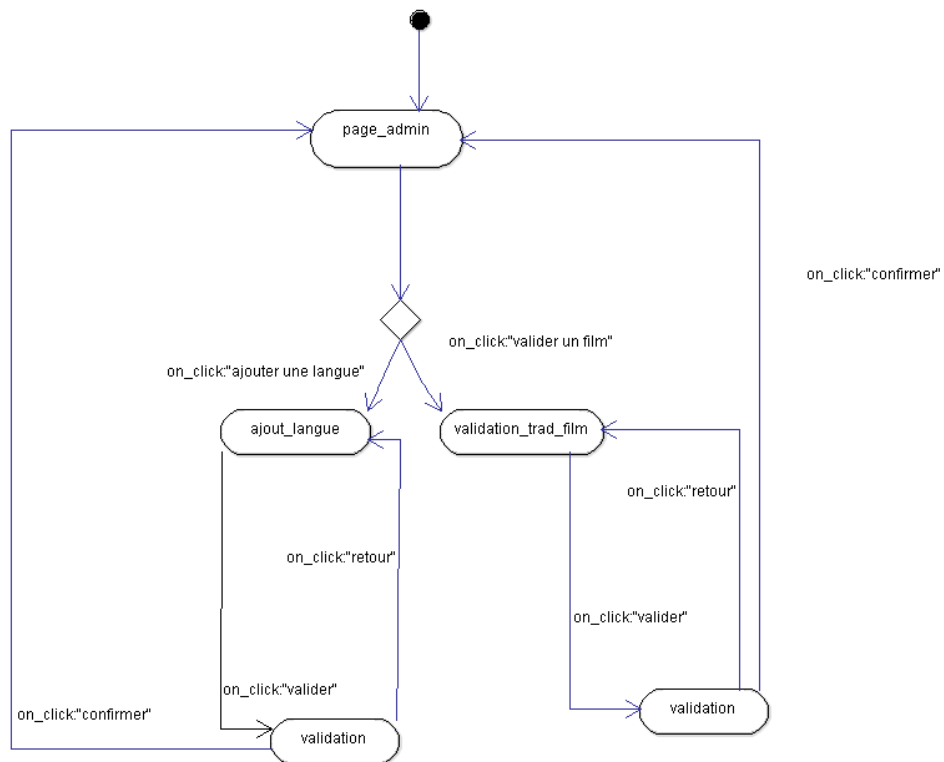 page_admin
on_click:"confirmer"
on_click:"valider un film"
on_click:"ajouter une langue"
ajout_langue
validation_trad_film
on_click:"retour"
on_click:"retour"
on_click:"valider"
on_click:"valider"
on_click:"confirmer"
validation
validation